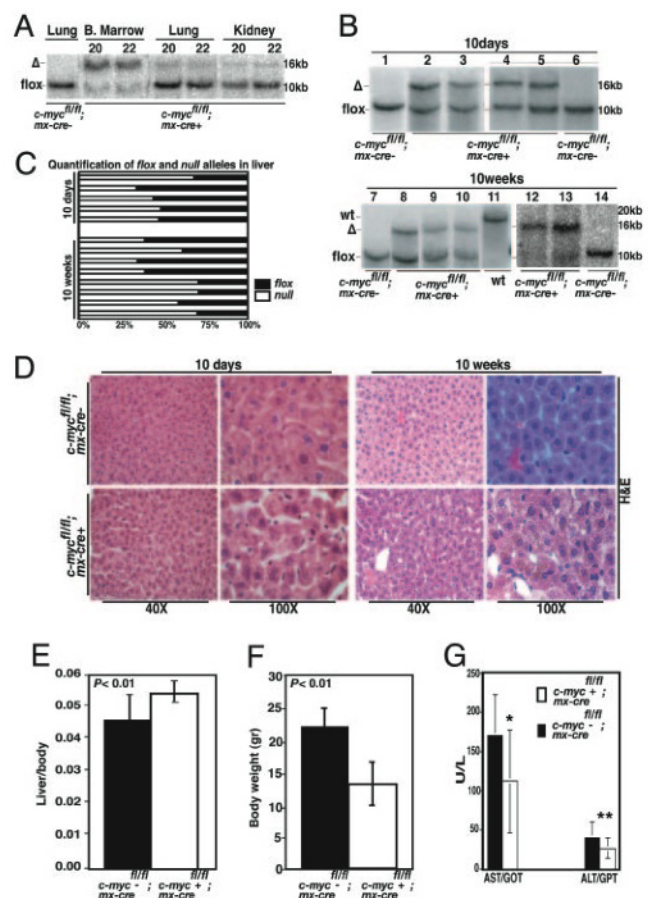 A
Lung B. Marrow Lung Kidney
20 22 20 22 20 22
Δ 16kb
flox 10kb
c-myc fl/fl; mx-cre-
c-myc fl/fl; mx-cre+
B
10days
1 2 3 4 5 6
Δ 16kb
flox 10kb
c-myc fl/fl; mx-cre-
c-myc fl/fl; mx-cre+
c-myc fl/fl; mx-cre-
10weeks
7 8 9 10 11 12 13 14
wt 20kb
Δ 16kb
flox 10kb
c-myc fl/fl; mx-cre-
c-myc fl/fl; mx-cre+
wt
c-myc fl/fl; mx-cre+
c-myc fl/fl; mx-cre-
C
Quantification of flox and null alleles in liver
10 days
10 weeks
flox
null
0% 25% 50% 75% 100%
D
10 days 10 weeks
c-myc fl/fl; mx-cre-
c-myc fl/fl; mx-cre+
H&E
40X 100X 40X 100X
E
P< 0.01
Liver/body
0.06
0.05
0.04
0.03
0.02
0.01
0.00
fl/fl fl/fl
c-myc - ; c-myc + ;
mx-cre mx-cre
F
P< 0.01
Body weight (gr)
30
25
20
15
10
5
0
fl/fl fl/fl
c-myc - ; c-myc + ;
mx-cre mx-cre
G
U/L
200
150
100
50
0
fl/fl
c-myc + ;
mx-cre
fl/fl
c-myc - ;
mx-cre
*
**
AST/GOT ALT/GPT